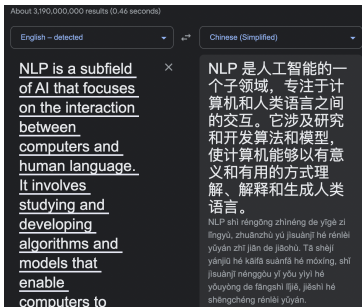 About 3,190,000,000 results (0.46 seconds)
English – detected
Chinese (Simplified)
NLP is a subfield
of AI that focuses
on the interaction
between
computers and
human language.
It involves
studying and
developing
algorithms and
models that
enable
computers to
NLP 是人工智能的一
个子领域，专注于计
算机和人类语言之间
的交互。它涉及研究
和开发算法和模型，
使计算机能够以有意
义和有用的方式理
解、解释和生成人类
语言。
NLP shì réngōng zhìnéng de yīgè zi
lǐngyù, zhuānzhù yú jìsuànjī hé rénlèi
yǔyán zhī jiān de jiāohù. Tā shèjí
yánjiū hé kāifā suànfǎ hé móxíng, shǐ
jìsuànjī nénggòu yǐ yǒu yìyì hé
yǒuyòng de fāngshì lǐjiě, jiěshì hé
shēngchéng rénlèi yǔyán.